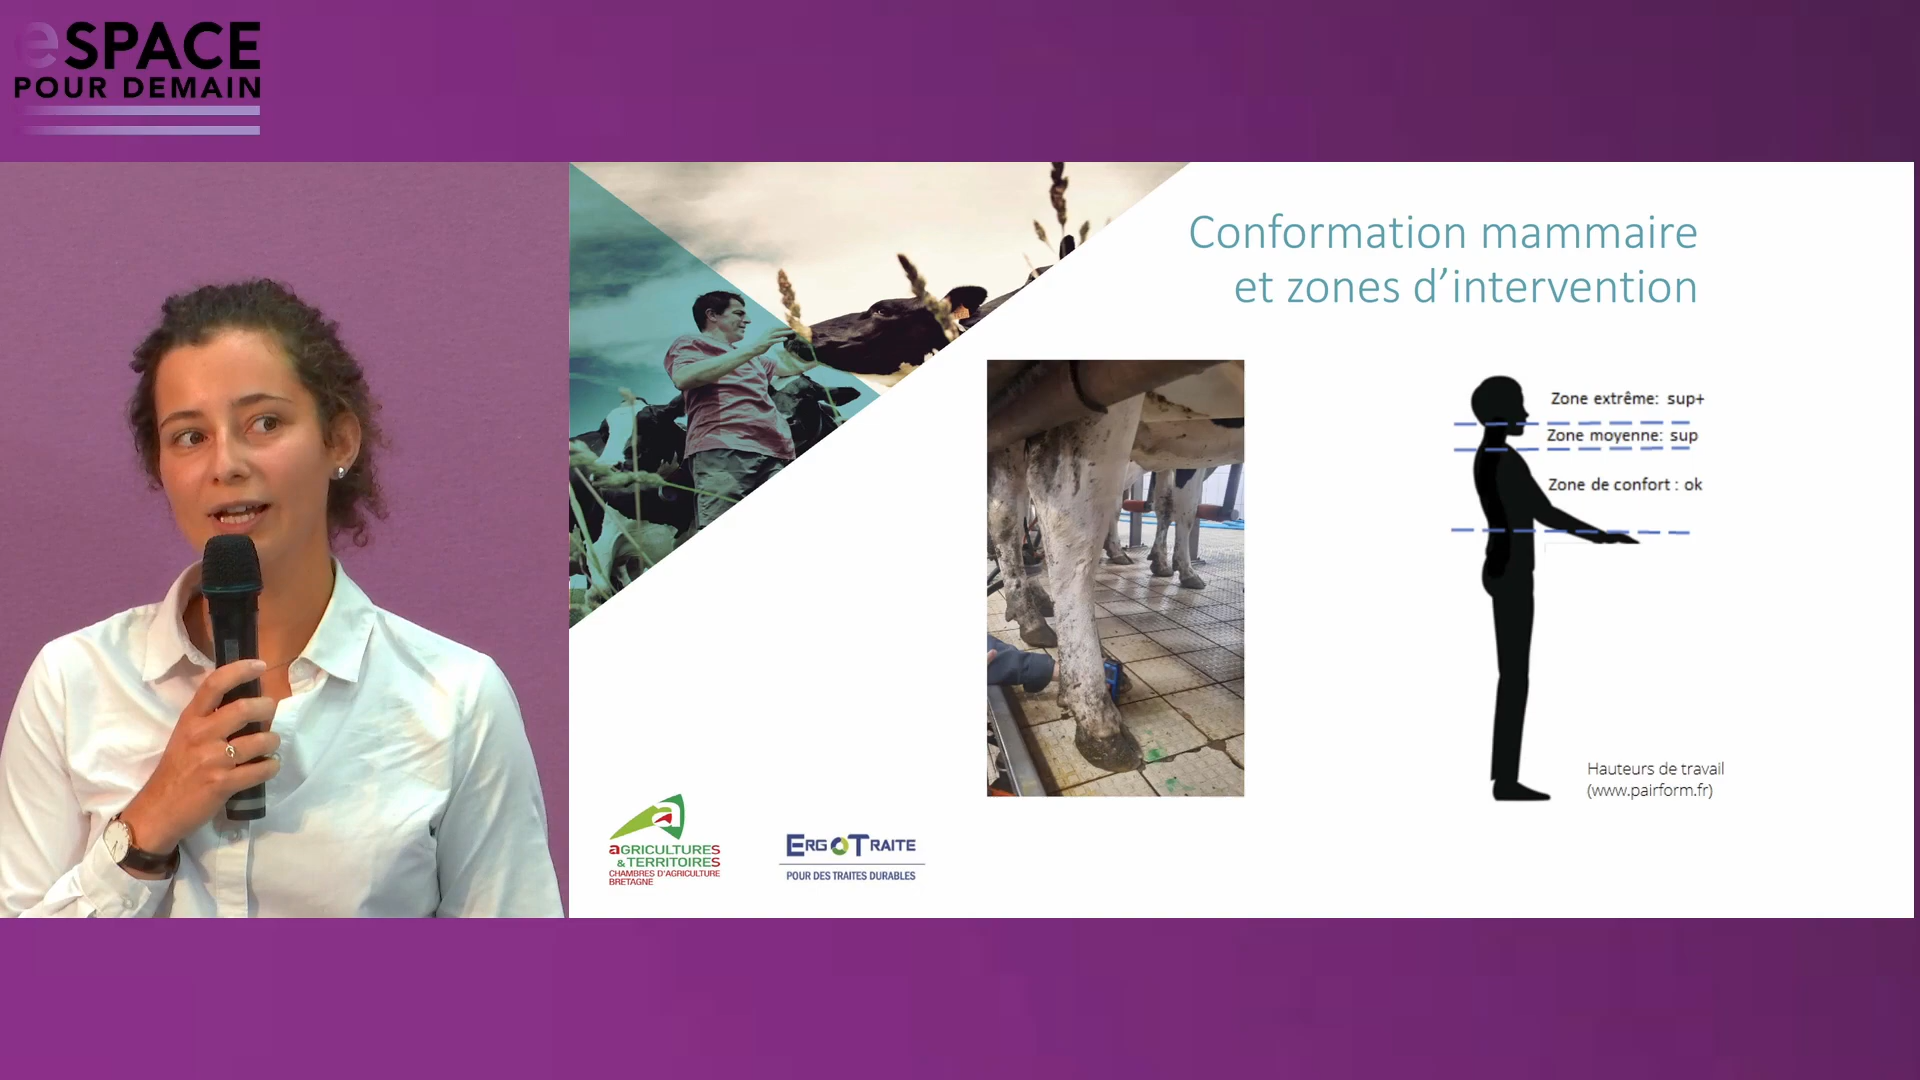 eSPACE
POUR DEMAIN
Conformation mammaire
et zones d'intervention
Zone extrême: sup+
Zone moyenne: sup
Zone de confort : ok
Hauteurs de travail
(www.pairform.fr)
aGRICULTURES
& TERRITOIRES
CHAMBRES D'AGRICULTURE
BRETAGNE
ERGOTRAITE
POUR DES TRAITES DURABLES